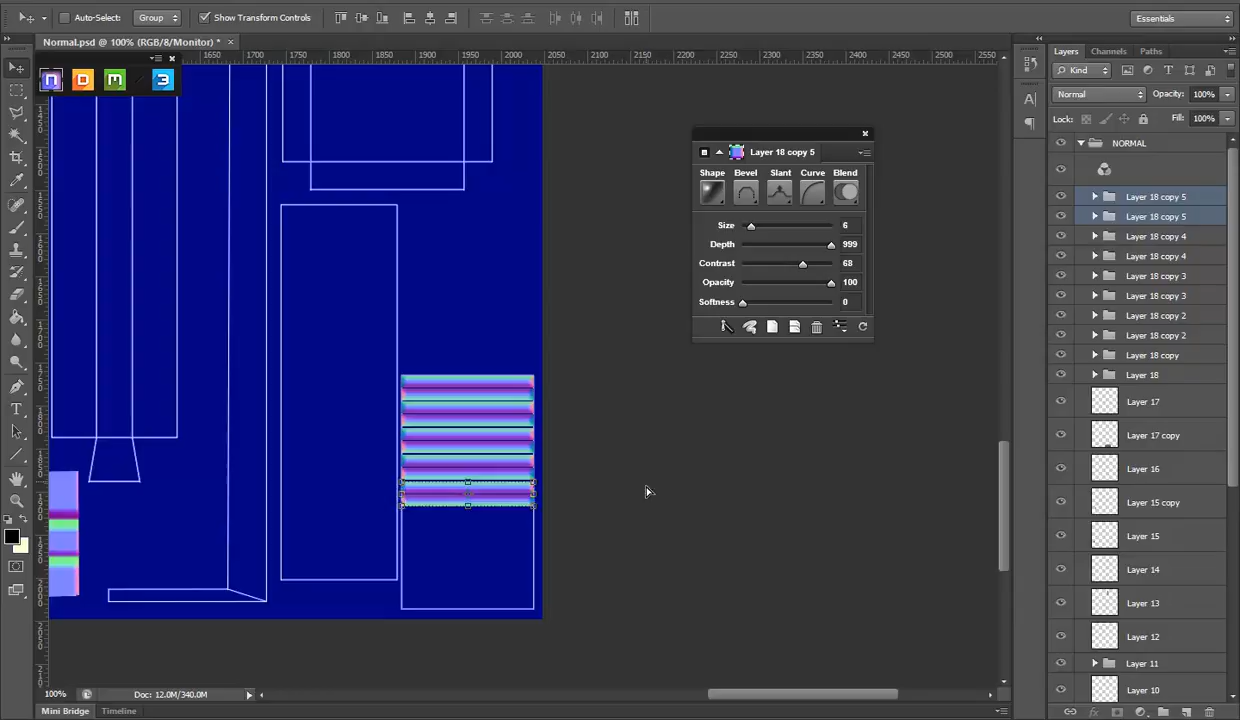 Auto-Select: Group Show Transform Controls Essentials
Normal.psd @ 100% (RGB/8/Monitor) * ×
1650 1700 1750 1800 1850 1900 1950 2000 2050 2100 2150 2200 2250 2300 2350 2400 2450 2500 2550
n D m 3
Layer 18 copy 5
Shape Bevel Slant Curve Blend
Size 6
Depth 999
Contrast 68
Opacity 100
Softness 0
Layers Channels Paths
Kind
Normal Opacity: 100%
Lock: Fill: 100%
NORMAL
Layer 18 copy 5
Layer 18 copy 5
Layer 18 copy 4
Layer 18 copy 4
Layer 18 copy 3
Layer 18 copy 3
Layer 18 copy 2
Layer 18 copy 2
Layer 18 copy
Layer 18
Layer 17
Layer 17 copy
Layer 16
Layer 15 copy
Layer 15
Layer 14
Layer 13
Layer 12
Layer 11
Layer 10
100% Doc: 12.0M/340.0M
Mini Bridge Timeline